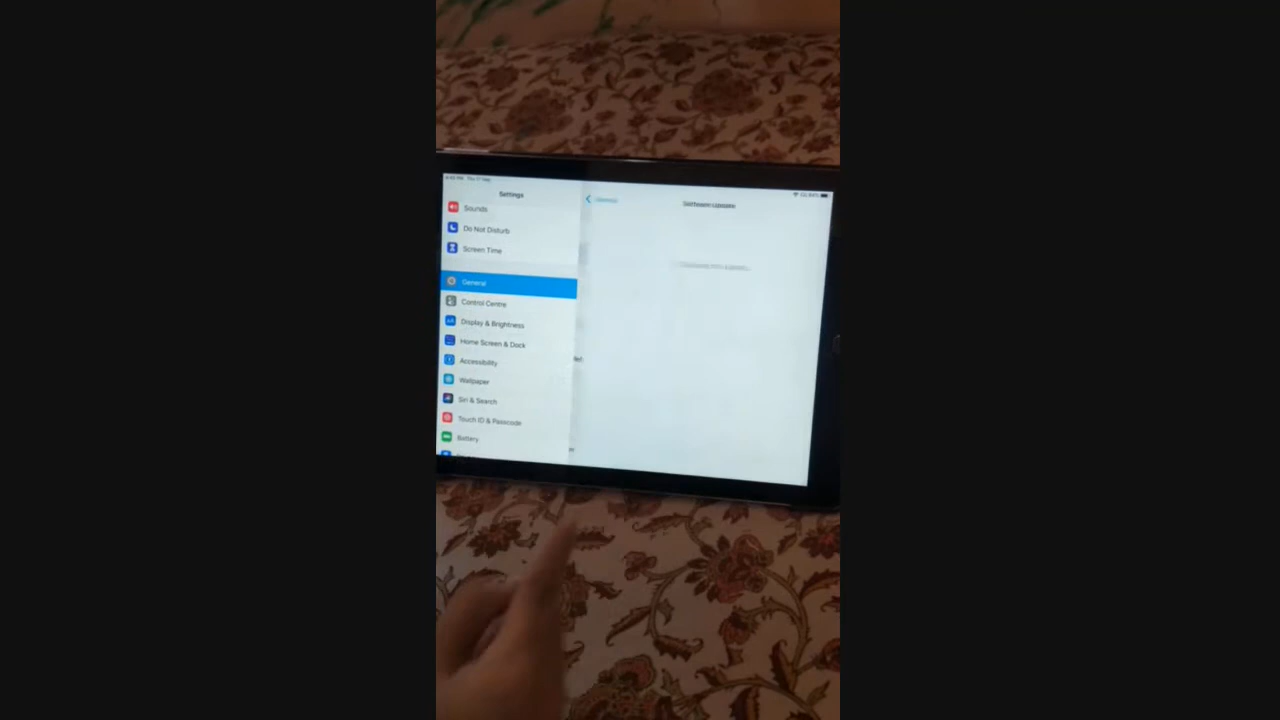 Settings
Sounds
Do Not Disturb
Screen Time
General
Control Centre
Display & Brightness
Home Screen & Dock
Accessibility
Wallpaper
Siri & Search
Touch ID & Passcode
Battery
General
Software Update